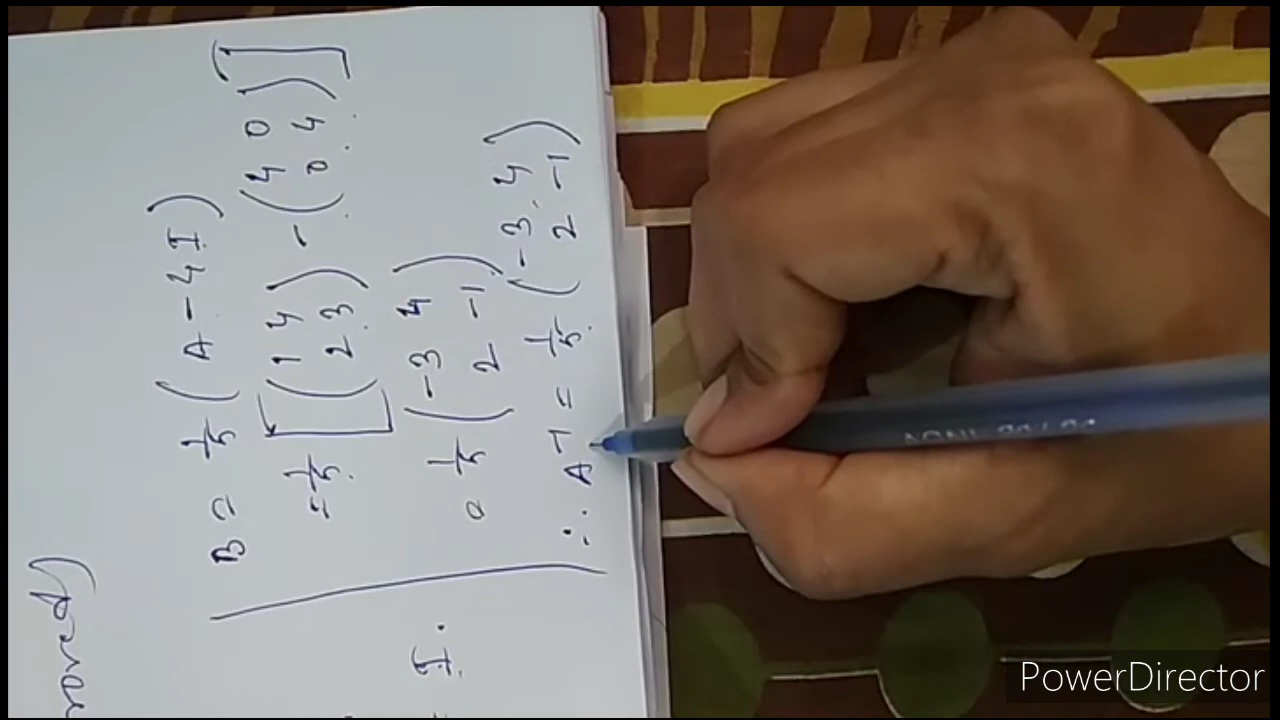 roved)
= I.
B = 1/5 (A - 4I)
= 1/5 [(1 4
2 3) - (4 0
0 4)]
= 1/5 (-3 4
2 -1)
∴ A⁻¹ = 1/5 (-3 4
2 -1)
PowerDirector